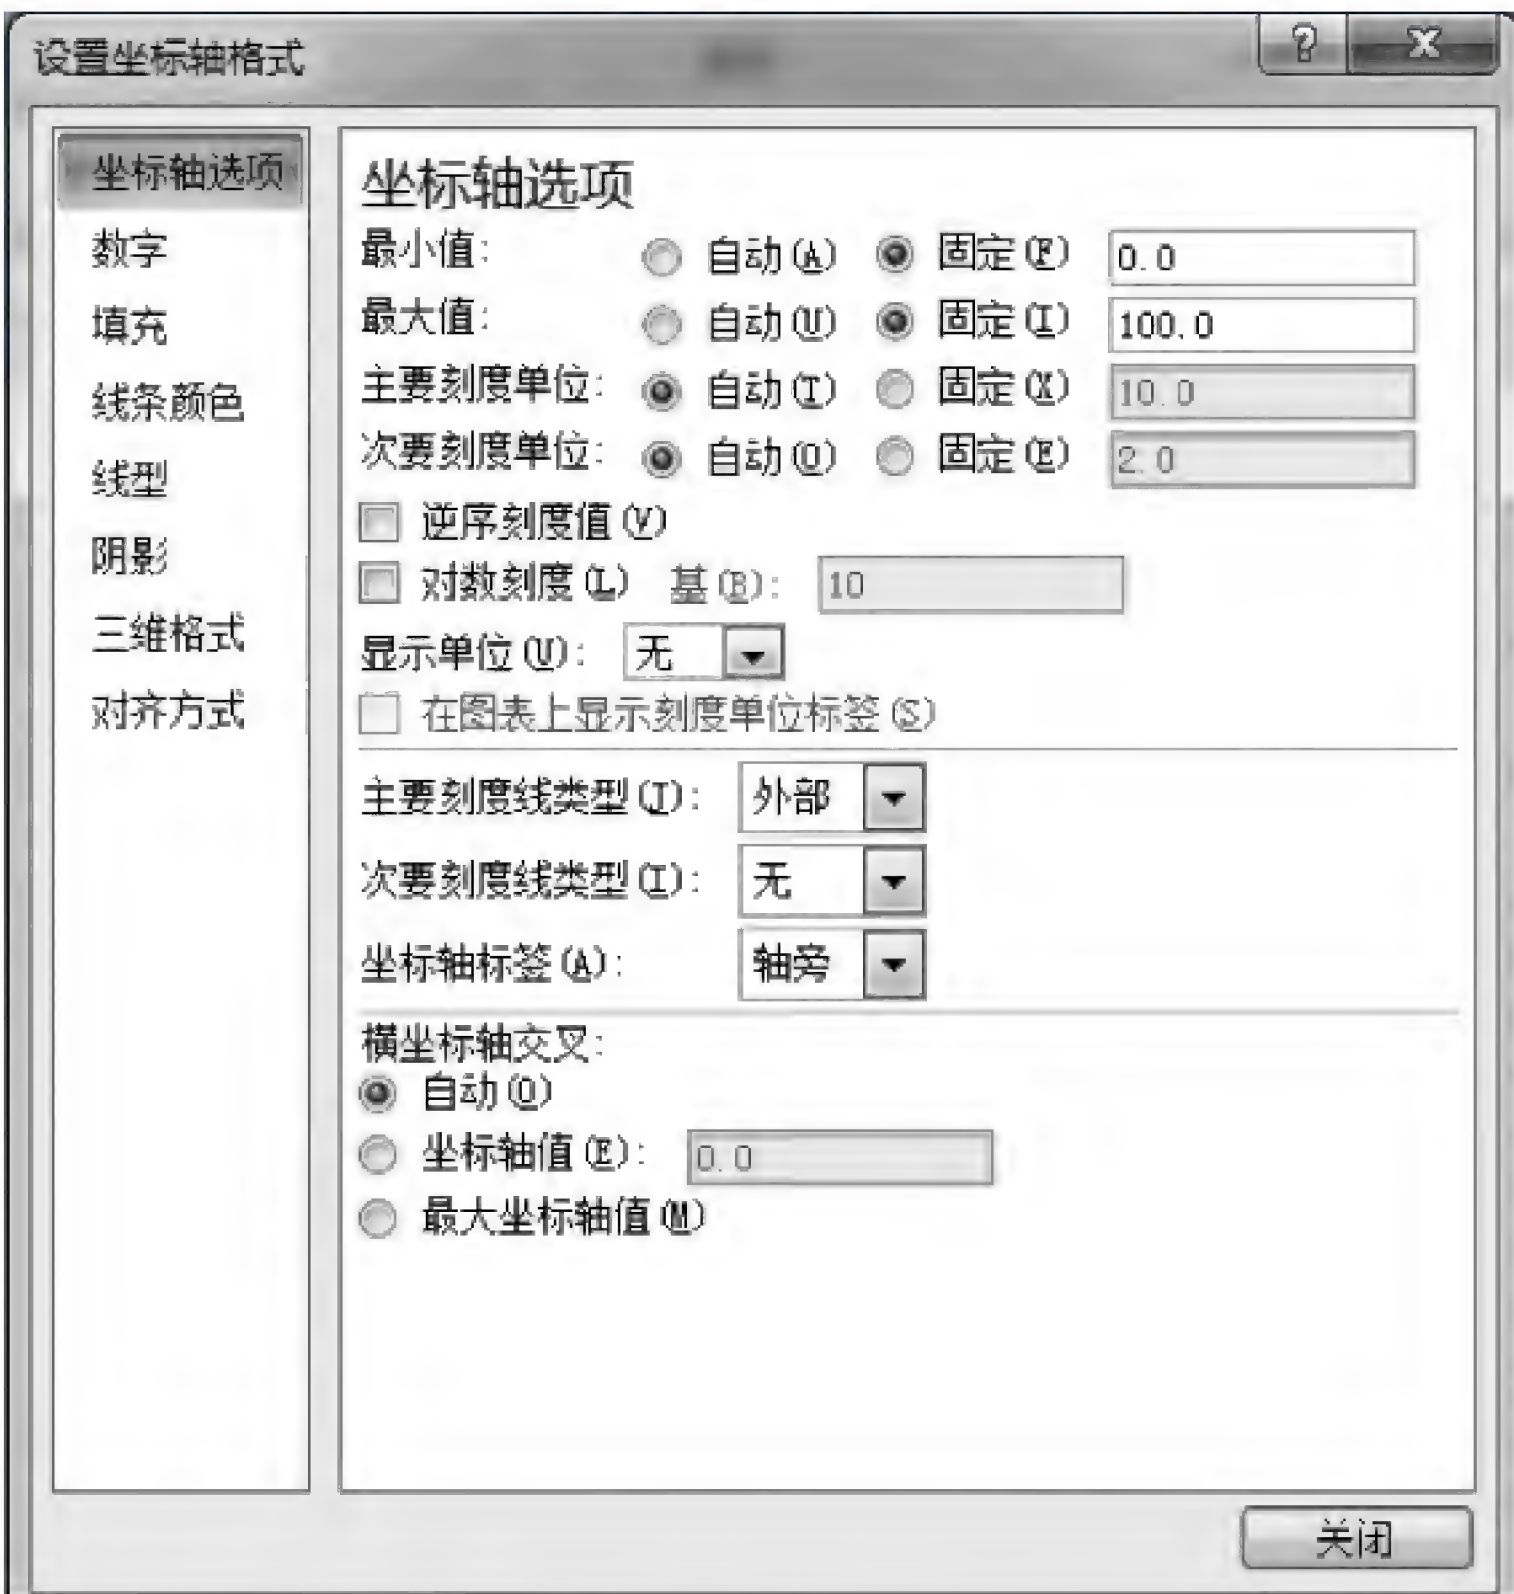 设置坐标轴格式
坐标轴选项
数字
填充
线条颜色
线型
阴影
三维格式
对齐方式
坐标轴选项
最小值: 自动(A) 固定(F) 0.0
最大值: 自动(U) 固定(I) 100.0
主要刻度单位: 自动(T) 固定(X) 10.0
次要刻度单位: 自动(O) 固定(E) 2.0
逆序刻度值(V)
对数刻度(L) 基(B): 10
显示单位(U): 无
在图表上显示刻度单位标签(S)
主要刻度线类型(J): 外部
次要刻度线类型(I): 无
坐标轴标签(A): 轴旁
横坐标轴交叉:
自动(O)
坐标轴值(E): 0.0
最大坐标轴值(M)
关闭